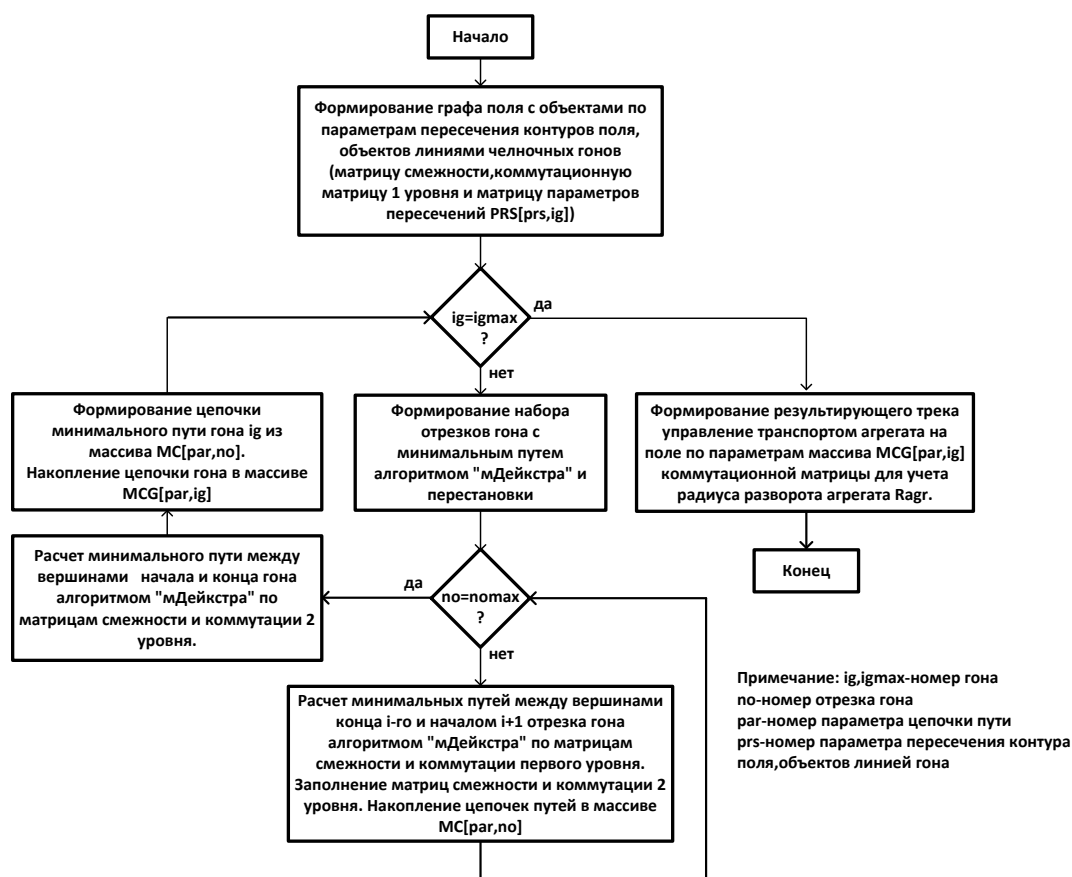 Начало
Формирование графа поля с объектами по
параметрам пересечения контуров поля,
объектов линиями челночных гонов
(матрицу смежности,коммутационную
матрицу 1 уровня и матрицу параметров
пересечений PRS[prs,ig])
ig=igmax
?
да
нет
Формирование цепочки
минимального пути гона ig из
массива MC[par,no].
Накопление цепочки гона в массиве
MCG[par,ig]
Формирование набора
отрезков гона с
минимальным путем
алгоритмом "мДейкстра" и
перестановки
Формирование результирующего трека
управление транспортом агрегата на
поле по параметрам массива MCG[par,ig]
коммутационной матрицы для учета
радиуса разворота агрегата Ragr.
Конец
Расчет минимального пути между
вершинами начала и конца гона
алгоритмом "мДейкстра" по
матрицам смежности и коммутации 2
уровня.
да
no=nomax
?
нет
Расчет минимальных путей между вершинами
конца i-го и началом i+1 отрезка гона
алгоритмом "мДейкстра" по матрицам
смежности и коммутации первого уровня.
Заполнение матриц смежности и коммутации 2
уровня. Накопление цепочек путей в массиве
MC[par,no]
Примечание: ig,igmax-номер гона
no-номер отрезка гона
par-номер параметра цепочки пути
prs-номер параметра пересечения контура
поля,объектов линией гона